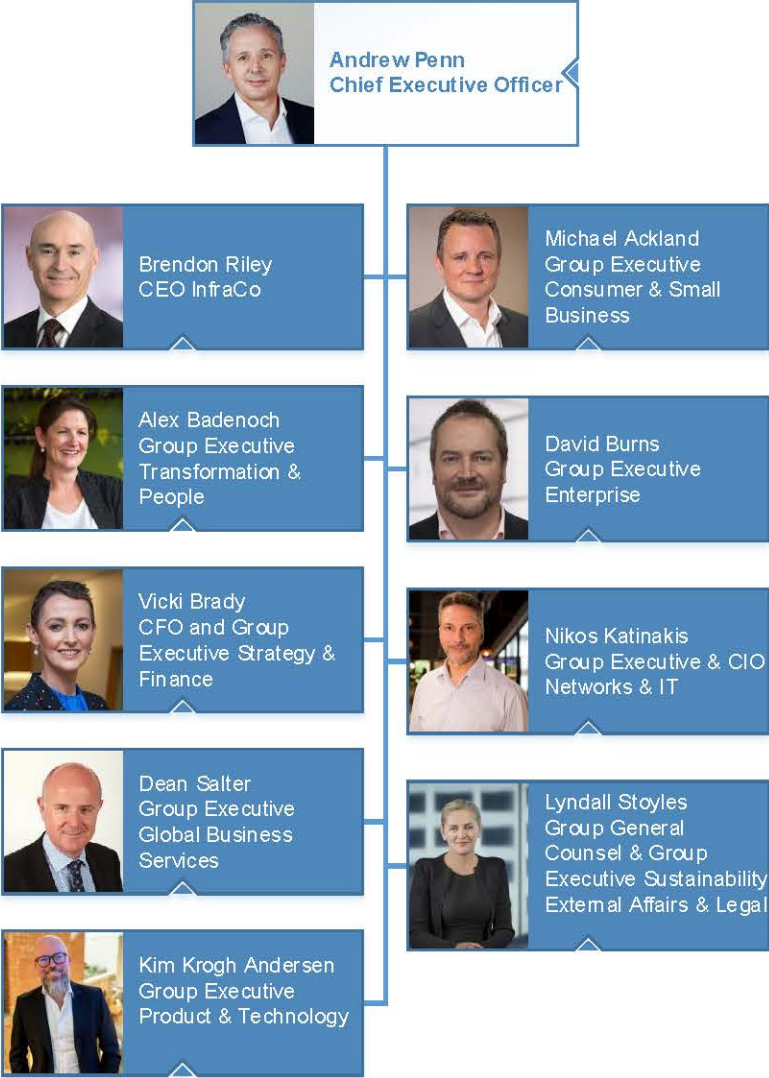 Andrew Penn
Chief Executive Officer
Brendon Riley
CEO InfraCo
Michael Ackland
Group Executive
Consumer & Small
Business
Alex Badenoch
Group Executive
Transformation &
People
David Burns
Group Executive
Enterprise
Vicki Brady
CFO and Group
Executive Strategy &
Finance
Nikos Katinakis
Group Executive & CIO
Networks & IT
Dean Salter
Group Executive
Global Business
Services
Lyndall Stoyles
Group General
Counsel & Group
Executive Sustainability
External Affairs & Legal
Kim Krogh Andersen
Group Executive
Product & Technology